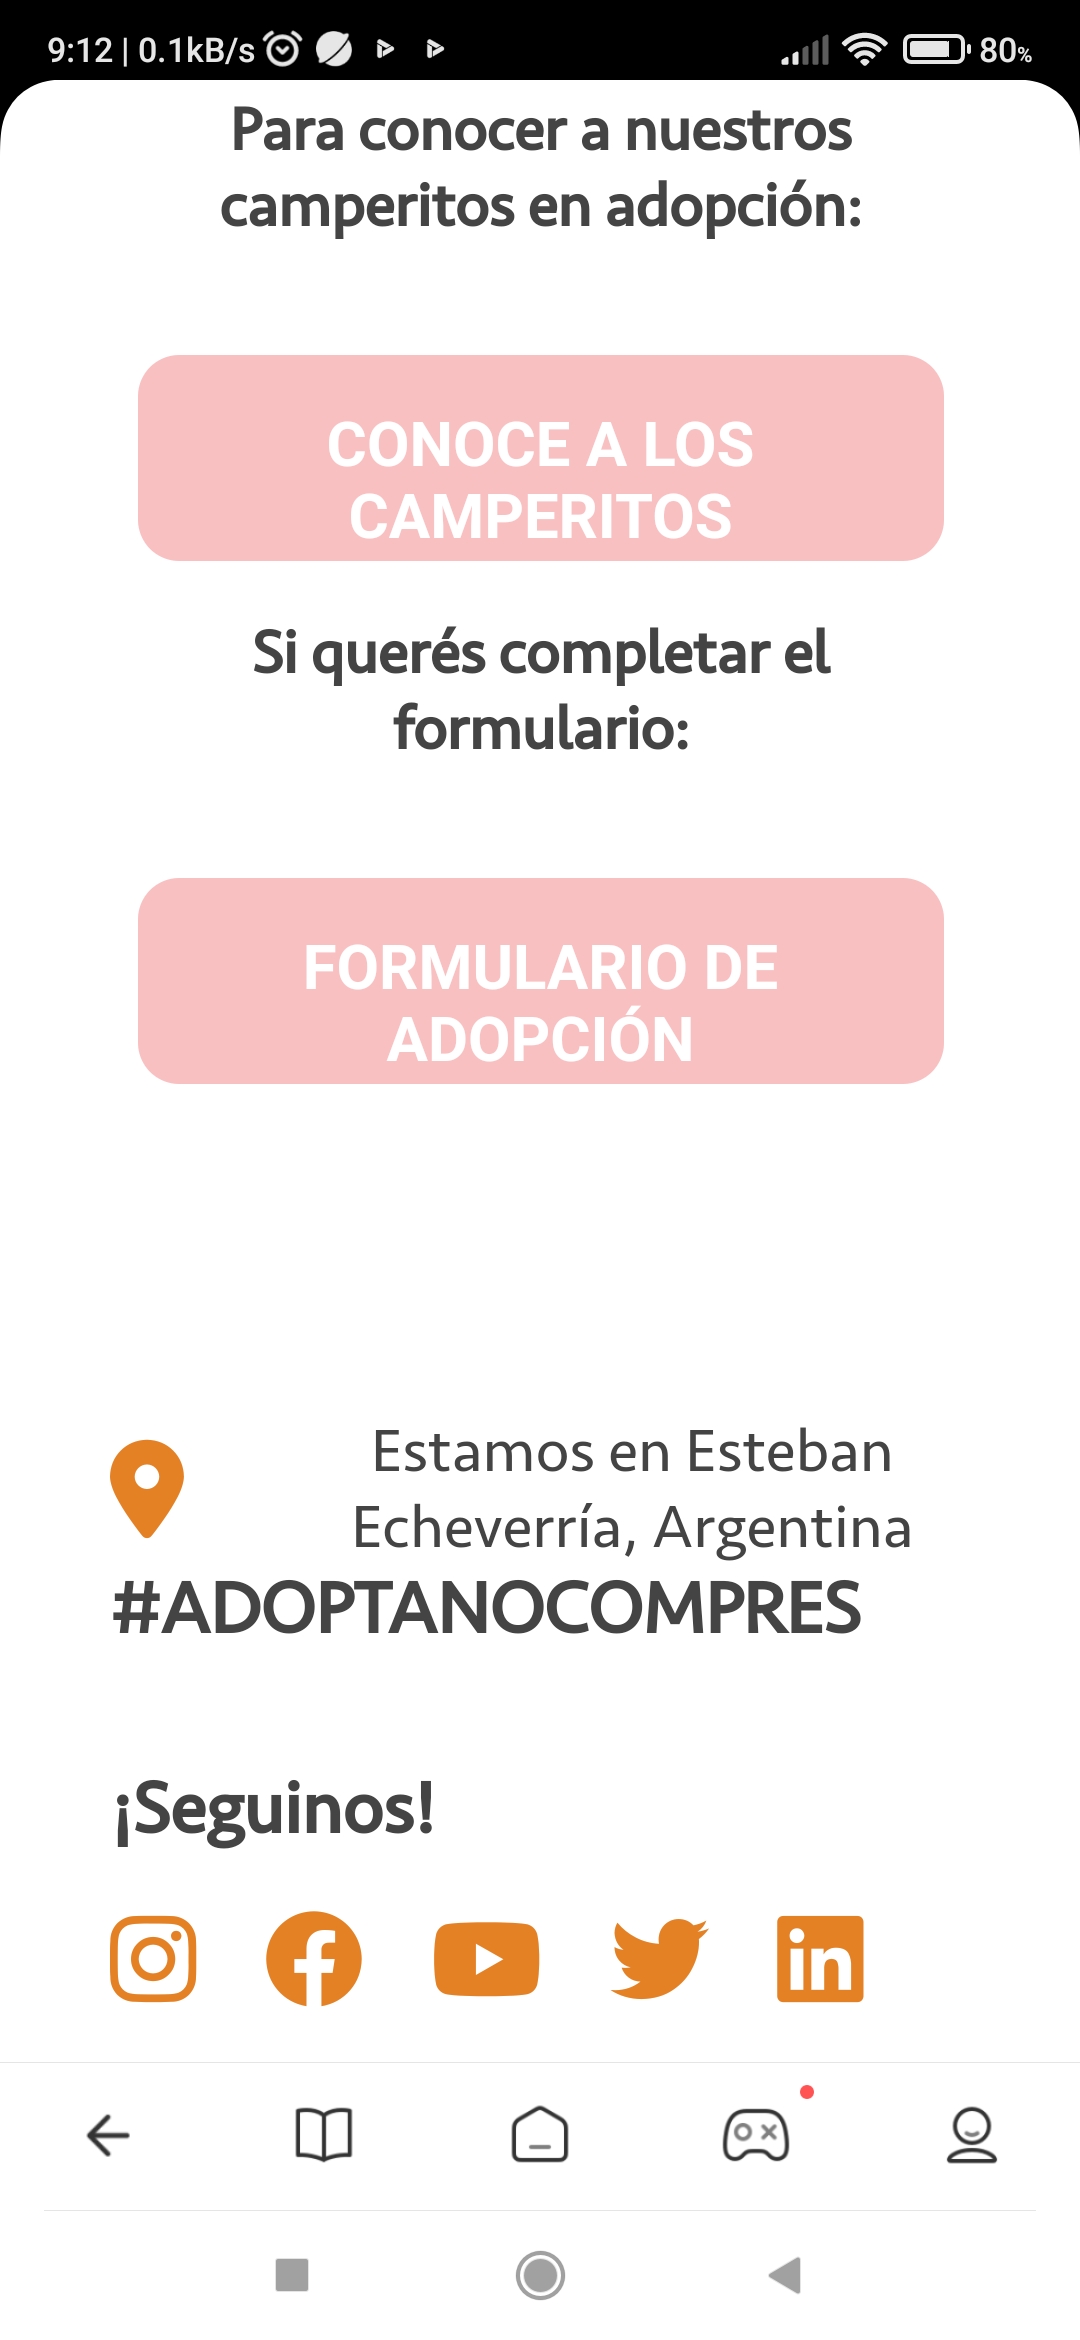 9:12 | 0.1kB/s 80%
Para conocer a nuestros
camperitos en adopción:
CONOCE A LOS
CAMPERITOS
Si querés completar el
formulario:
FORMULARIO DE
ADOPCIÓN
Estamos en Esteban
Echeverría, Argentina
#ADOPTANOCOMPRES
¡Seguinos!